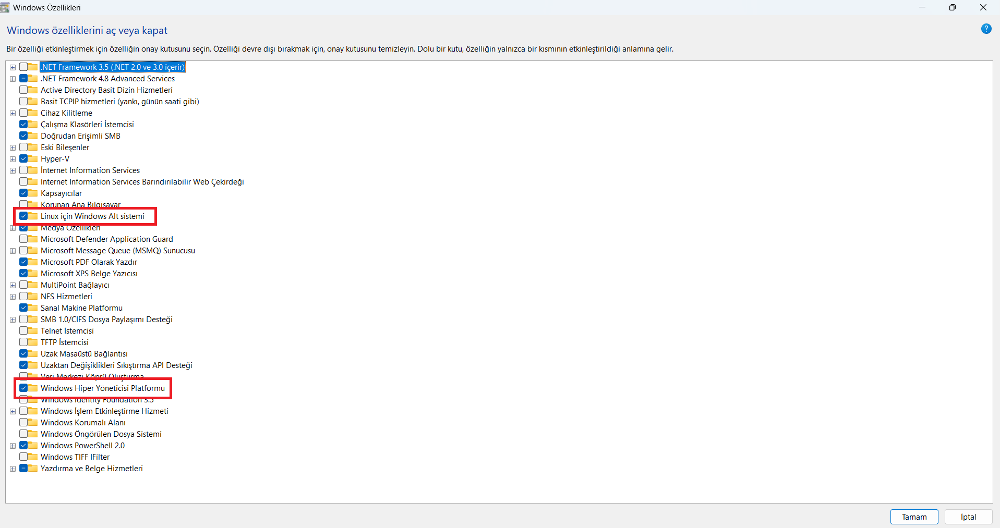 Windows Özellikleri
Windows özelliklerini aç veya kapat
Bir özelliği etkinleştirmek için özelliğin onay kutusunu seçin. Özelliği devre dışı bırakmak için, onay kutusunu temizleyin. Dolu bir kutu, özelliğin yalnızca bir kısmının etkinleştirildiği anlamına gelir.
.NET Framework 3.5 (.NET 2.0 ve 3.0 içerir)
.NET Framework 4.8 Advanced Services
Active Directory Basit Dizin Hizmetleri
Basit TCPIP hizmetleri (yankı, günün saati gibi)
Cihaz Kilitleme
Çalışma Klasörleri İstemcisi
Doğrudan Erişimli SMB
Eski Bileşenler
Hyper-V
İnternet Information Services
İnternet Information Services Barındırılabilir Web Çekirdeği
Kapsayıcılar
Korunan Ana Bilgisayar
Linux için Windows Alt sistemi
Medya Özellikleri
Microsoft Defender Application Guard
Microsoft Message Queue (MSMQ) Sunucusu
Microsoft PDF Olarak Yazdır
Microsoft XPS Belge Yazıcısı
MultiPoint Bağlayıcı
NFS Hizmetleri
Sanal Makine Platformu
SMB 1.0/CIFS Dosya Paylaşımı Desteği
Telnet İstemcisi
TFTP İstemcisi
Uzak Masaüstü Bağlantısı
Uzaktan Değişiklikleri Sıkıştırma API Desteği
Veri Merkezi Köprü Oluşturma
Windows Hiper Yöneticisi Platformu
Windows Identity Foundation 3.5
Windows İşlem Etkinleştirme Hizmeti
Windows Korumalı Alanı
Windows Öngörülen Dosya Sistemi
Windows PowerShell 2.0
Windows TIFF IFilter
Yazdırma ve Belge Hizmetleri
Tamam
İptal